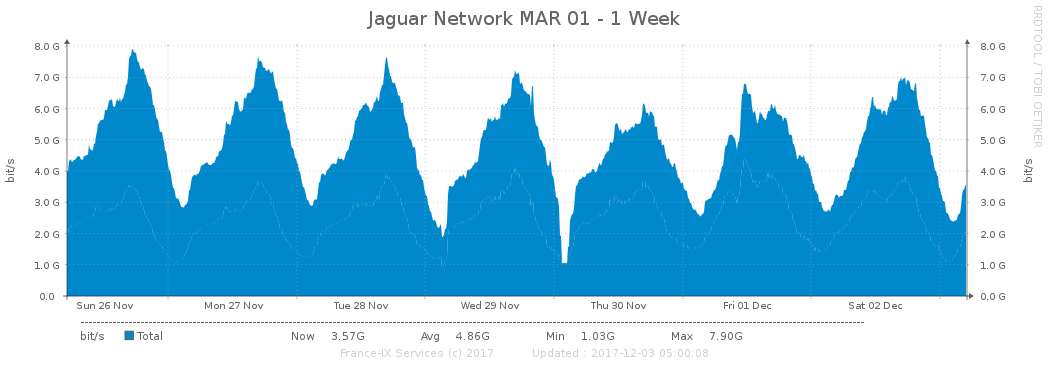 Jaguar Network MAR 01 - 1 Week
RRDTOOL / TOBI OETIKER
bit/s
8.0 G 8.0 G
7.0 G 7.0 G
6.0 G 6.0 G
5.0 G 5.0 G
4.0 G 4.0 G
3.0 G 3.0 G
2.0 G 2.0 G
1.0 G 1.0 G
0.0 0.0 G
bit/s
Sun 26 Nov Mon 27 Nov Tue 28 Nov Wed 29 Nov Thu 30 Nov Fri 01 Dec Sat 02 Dec
bit/s Total Now 3.57G Avg 4.86G Min 1.03G Max 7.90G
France-IX Services (c) 2017 Updated : 2017-12-03 05:00:08